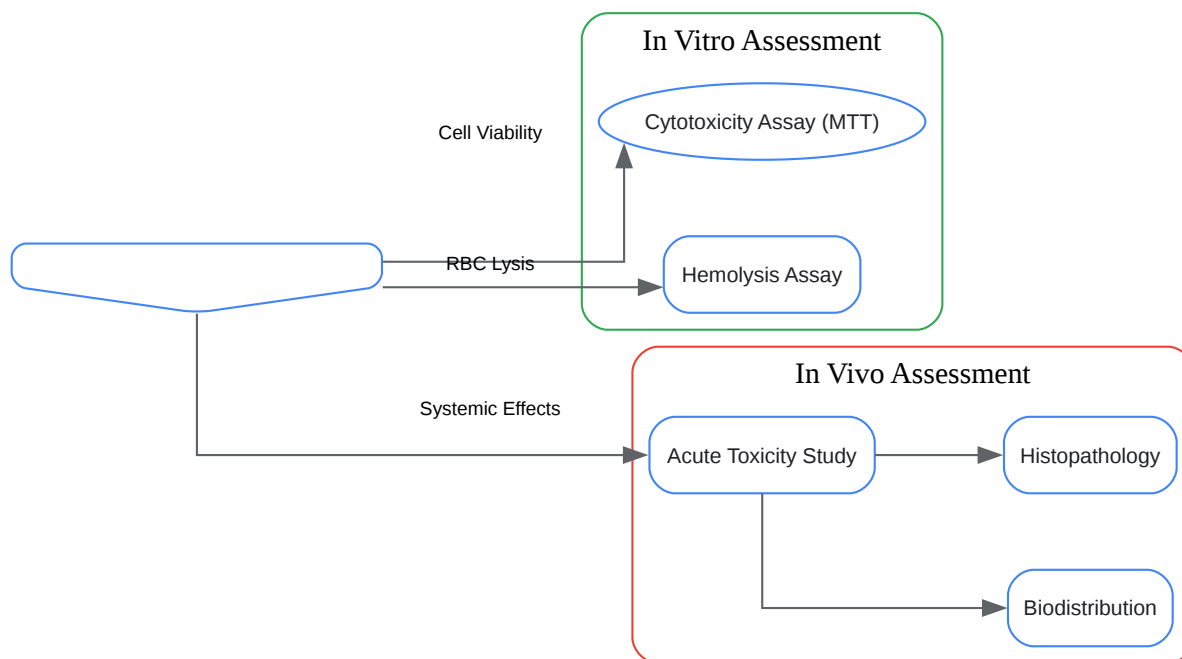 In Vitro Assessment
Cytotoxicity Assay (MTT)
Cell Viability
RBC Lysis
Hemolysis Assay
In Vivo Assessment
Systemic Effects
Acute Toxicity Study
Histopathology
Biodistribution